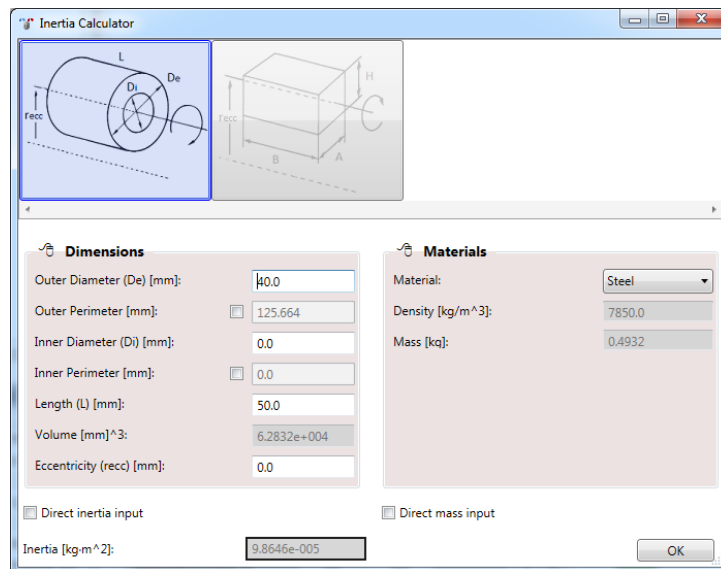 Inertia Calculator
L
De
Di
recc
H
recc
B
A
Dimensions
Outer Diameter (De) [mm]: 40.0
Outer Perimeter [mm]: 125.664
Inner Diameter (Di) [mm]: 0.0
Inner Perimeter [mm]: 0.0
Length (L) [mm]: 50.0
Volume [mm]^3: 6.2832e+004
Eccentricity (recc) [mm]: 0.0
Materials
Material: Steel
Density [kg/m^3]: 7850.0
Mass [kg]: 0.4932
Direct inertia input
Direct mass input
Inertia [kg·m^2]: 9.8646e-005
OK